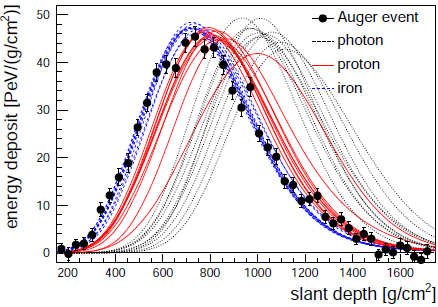 50
40
30
20
10
0
energy deposit [PeV/(g/cm²)]
Auger event
photon
proton
iron
200 400 600 800 1000 1200 1400 1600
slant depth [g/cm²]